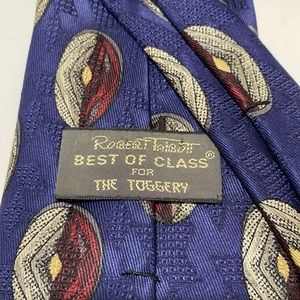 Robert Talbott
BEST OF CLASS®
FOR
THE TOGGERY